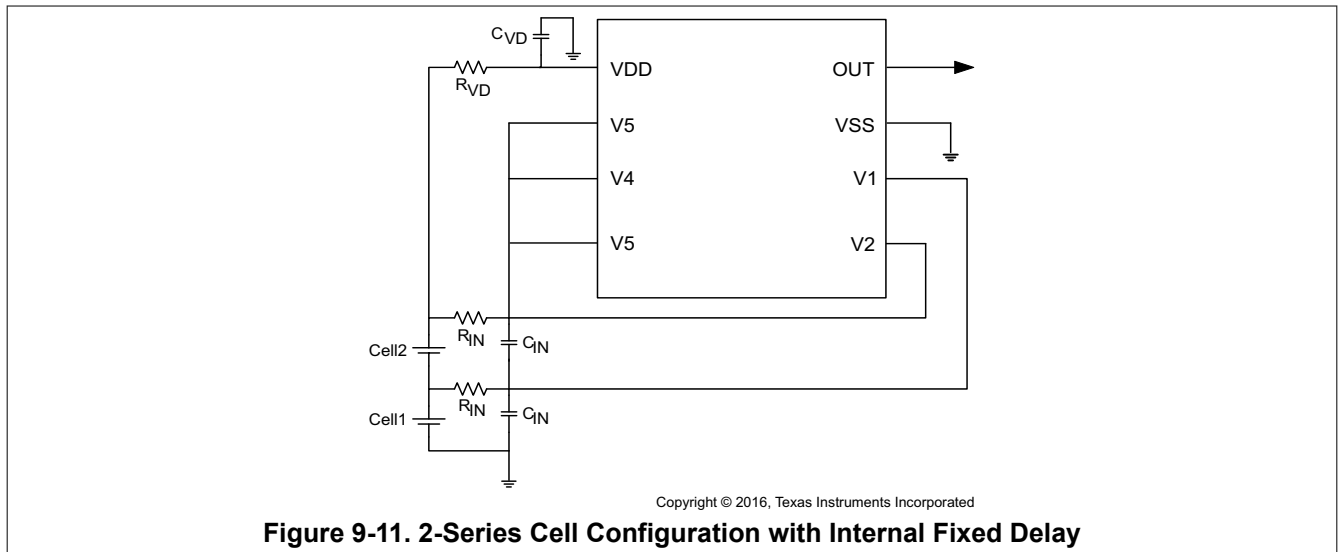 CVD
RVD
VDD
OUT
V5
VSS
V4
V1
V5
V2
RIN
CIN
Cell2
RIN
CIN
Cell1
Copyright © 2016, Texas Instruments Incorporated
Figure 9-11. 2-Series Cell Configuration with Internal Fixed Delay